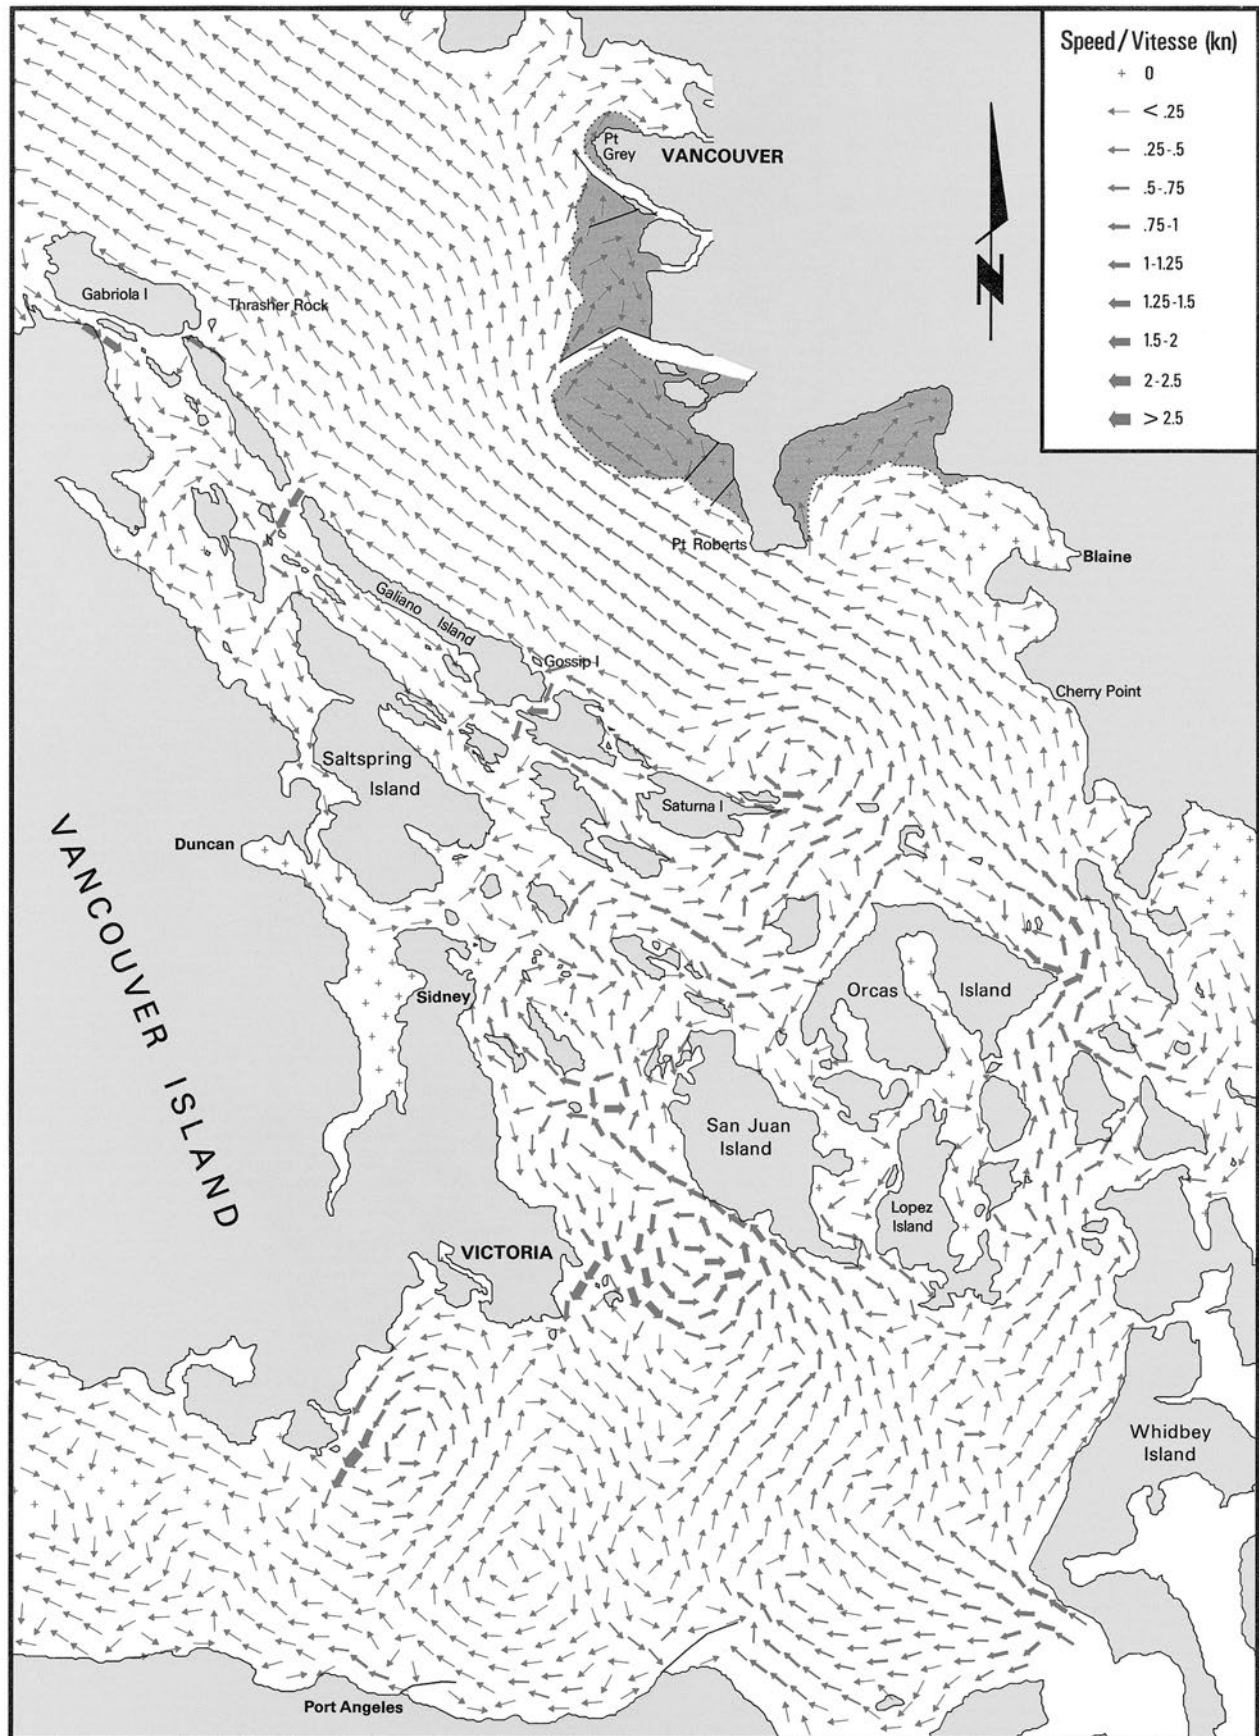 Speed/Vitesse (kn)
0
< .25
.25-.5
.5-.75
.75-1
1-1.25
1.25-1.5
1.5-2
2-2.5
> 2.5
N
Pt
Grey
VANCOUVER
Gabriola I
Thrasher Rock
Pt Roberts
Blaine
Galiano
Island
Gossip I
Cherry Point
Saltspring
Island
Saturna I
Duncan
VANCOUVER ISLAND
Sidney
Orcas
Island
San Juan
Island
Lopez
Island
VICTORIA
Whidbey
Island
Port Angeles